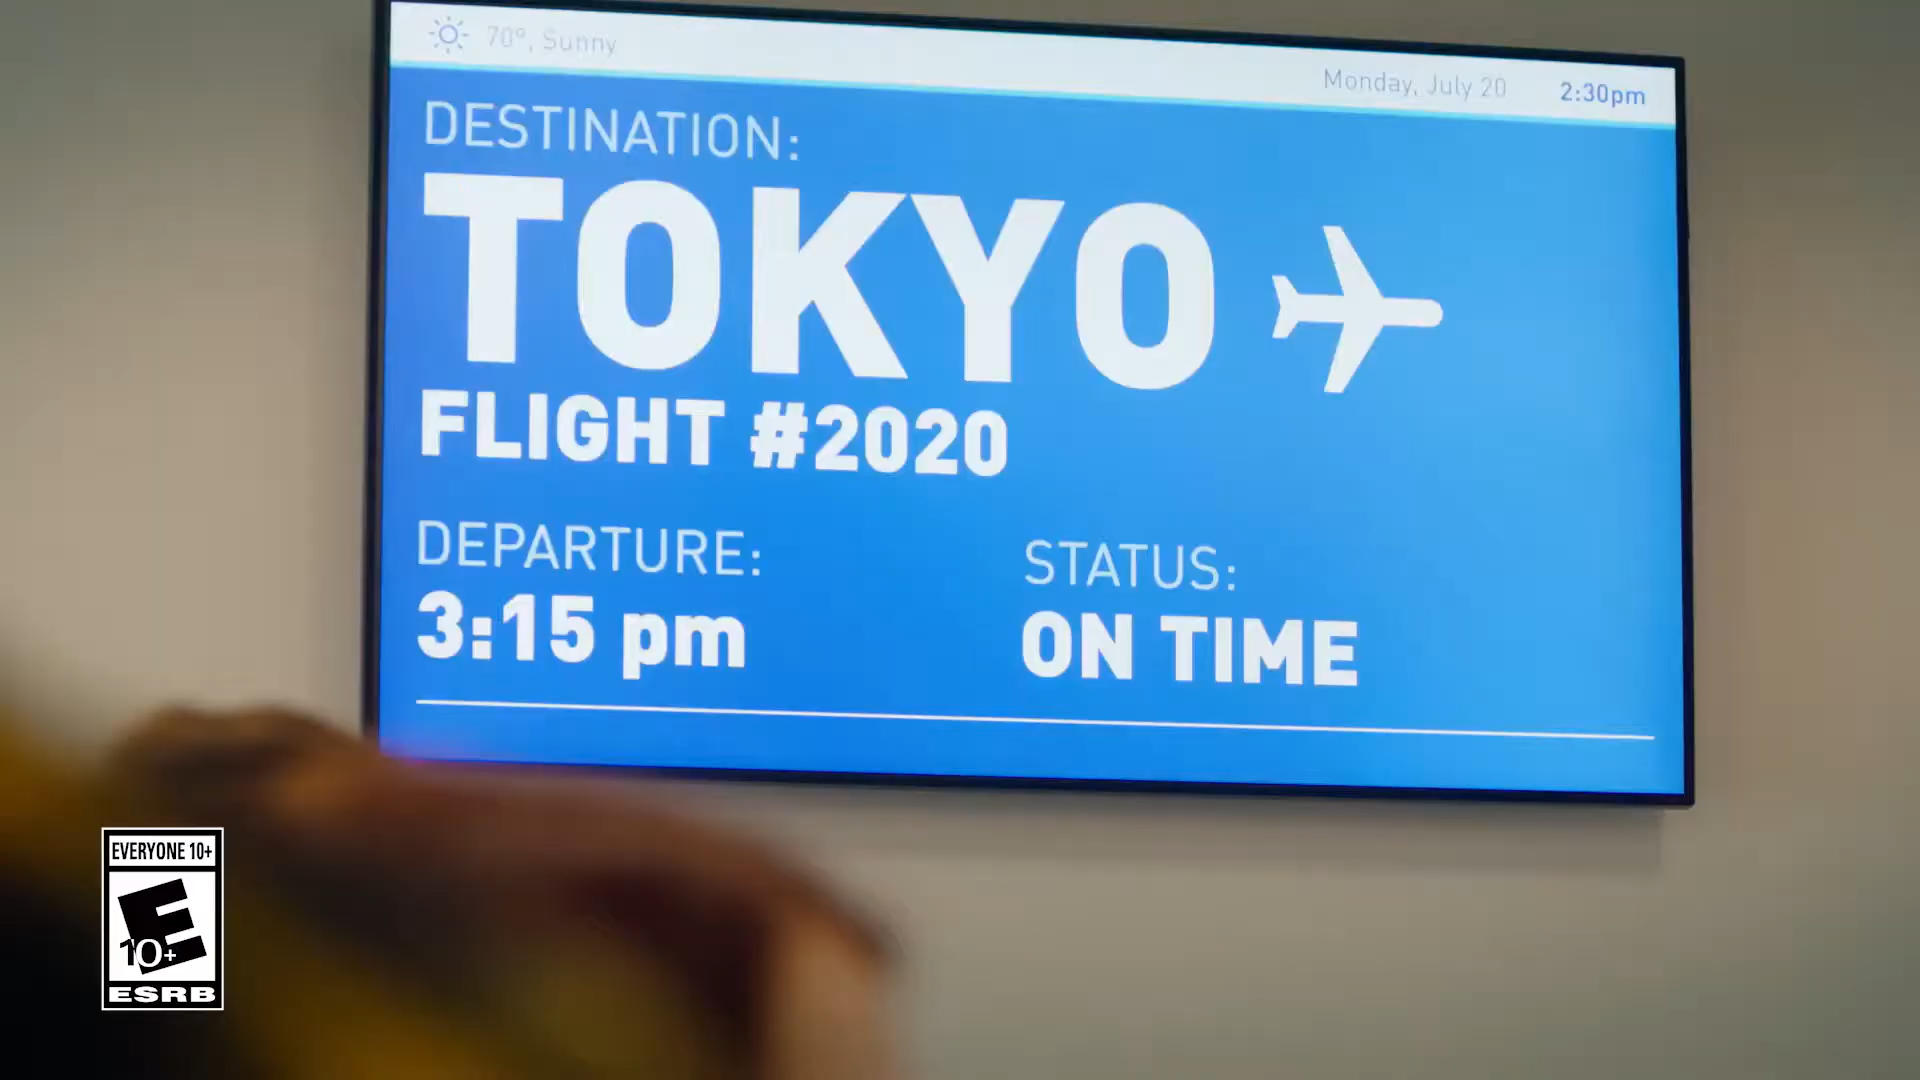 70°, Sunny
Monday, July 20 2:30pm
DESTINATION:
TOKYO
FLIGHT #2020
DEPARTURE:
3:15 pm
STATUS:
ON TIME
EVERYONE 10+
E
10+
ESRB